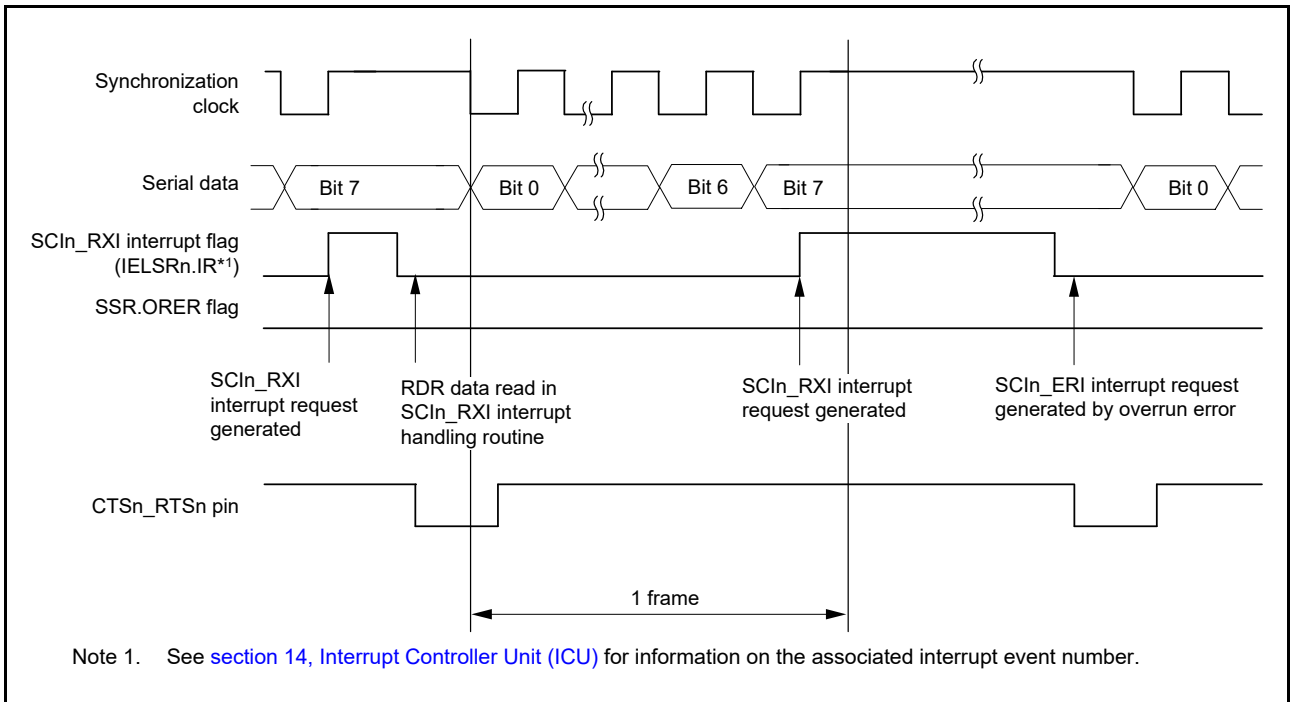 Synchronization
clock
Serial data
Bit 7
Bit 0
Bit 6
Bit 7
Bit 0
SCIn_RXI interrupt flag
(IELSRn.IR*1)
SSR.ORER flag
SCIn_RXI
interrupt request
generated
RDR data read in
SCIn_RXI interrupt
handling routine
SCIn_RXI interrupt
request generated
SCIn_ERI interrupt request
generated by overrun error
CTSn_RTSn pin
1 frame
Note 1. See section 14, Interrupt Controller Unit (ICU) for information on the associated interrupt event number.